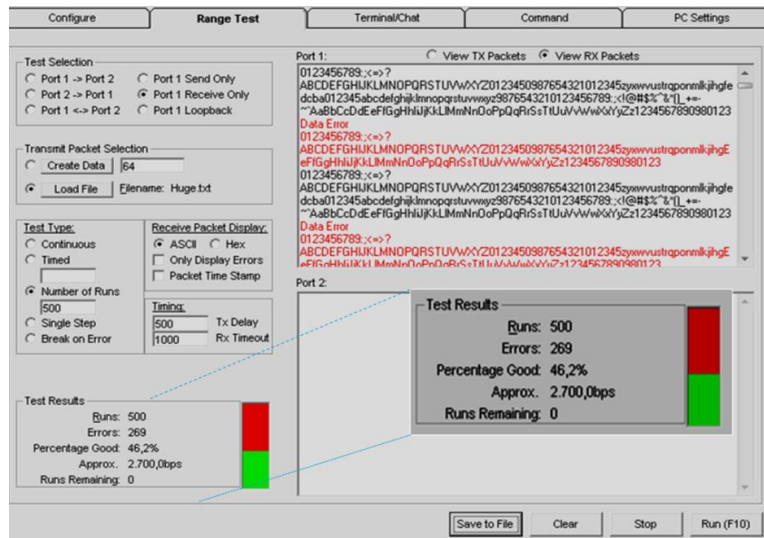 Configure
Range Test
Terminal/Chat
Command
PC Settings
Test Selection
Port 1 -> Port 2
Port 1 Send Only
Port 2 -> Port 1
Port 1 Receive Only
Port 1 <-> Port 2
Port 1 Loopback
Transmit Packet Selection
Create Data
64
Load File
Filename: Huge.txt
Test Type:
Continuous
Timed
Number of Runs
500
Single Step
Break on Error
Receive Packet Display:
ASCII
Hex
Only Display Errors
Packet Time Stamp
Timing:
500 Tx Delay
1000 Rx Timeout
Test Results
Runs: 500
Errors: 269
Percentage Good: 46,2%
Approx. 2.700,0bps
Runs Remaining: 0
Port 1:
View TX Packets
View RX Packets
0123456789:;<=>?
ABCDEFGHIJKLMNOPQRSTUVWXYZ0123450987654321012345zyxwvustrqponmlkjihgfe
dcba012345abcdefghijklmnopqrstuvwxyz9876543210123456789:;<!@#$%^&*()_+=-
~`AaBbCcDdEeFfGgHhIiJjKkLlMmNnOoPpQqRrSsTtUuVvWwXxYyZz1234567890980123
Data Error
0123456789:;<=>?
ABCDEFGHIJKLMNOPQRSTUVWXYZ0123450987654321012345zyxwvustrqponmlkjihgE
eFfGgHhIiJjKkLlMmNnOoPpQqRrSsTtUuVvWwXxYyZz1234567890980123
0123456789:;<=>?
ABCDEFGHIJKLMNOPQRSTUVWXYZ0123450987654321012345zyxwvustrqponmlkjihgfe
dcba012345abcdefghijklmnopqrstuvwxyz9876543210123456789:;<!@#$%^&*()_+=-
~`AaBbCcDdEeFfGgHhIiJjKkLlMmNnOoPpQqRrSsTtUuVvWwXxYyZz1234567890980123
Data Error
0123456789:;<=>?
ABCDEFGHIJKLMNOPQRSTUVWXYZ0123450987654321012345zyxwvustrqponmlkjihgE
eFfGgHhIiJjKkLlMmNnOoPpQqRrSsTtUuVvWwXxYyZz1234567890980123
Port 2:
Test Results
Runs: 500
Errors: 269
Percentage Good: 46,2%
Approx. 2.700,0bps
Runs Remaining: 0
Save to File
Clear
Stop
Run (F10)